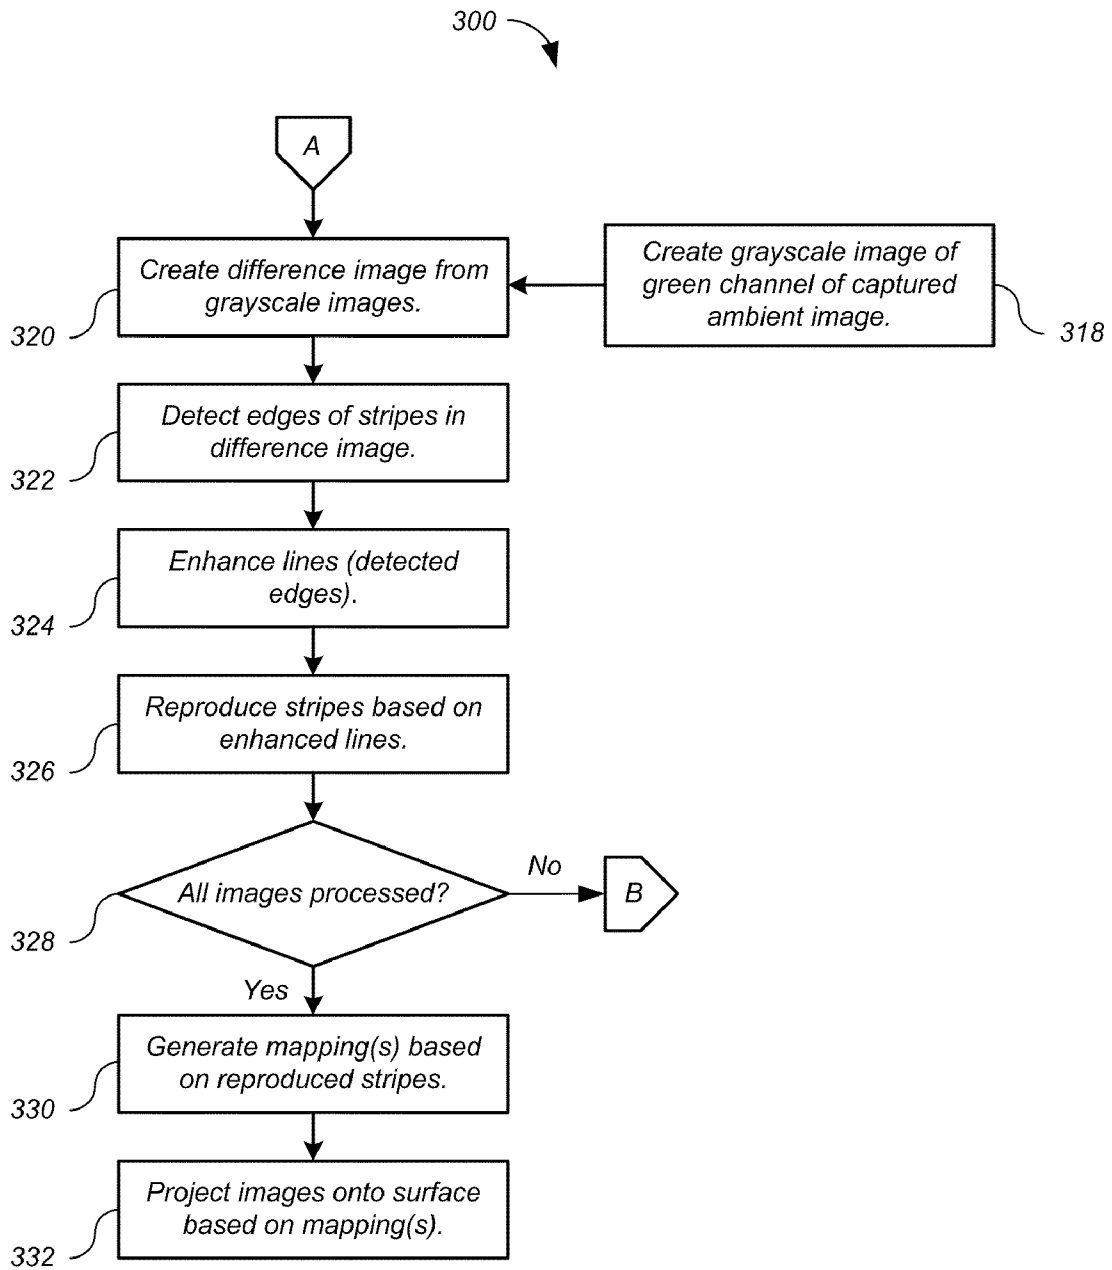 300
A
Create difference image from
grayscale images.
320
Create grayscale image of
green channel of captured
ambient image.
318
Detect edges of stripes in
difference image.
322
Enhance lines (detected
edges).
324
Reproduce stripes based on
enhanced lines.
326
All images processed?
328
No
B
Yes
Generate mapping(s) based
on reproduced stripes.
330
Project images onto surface
based on mapping(s).
332